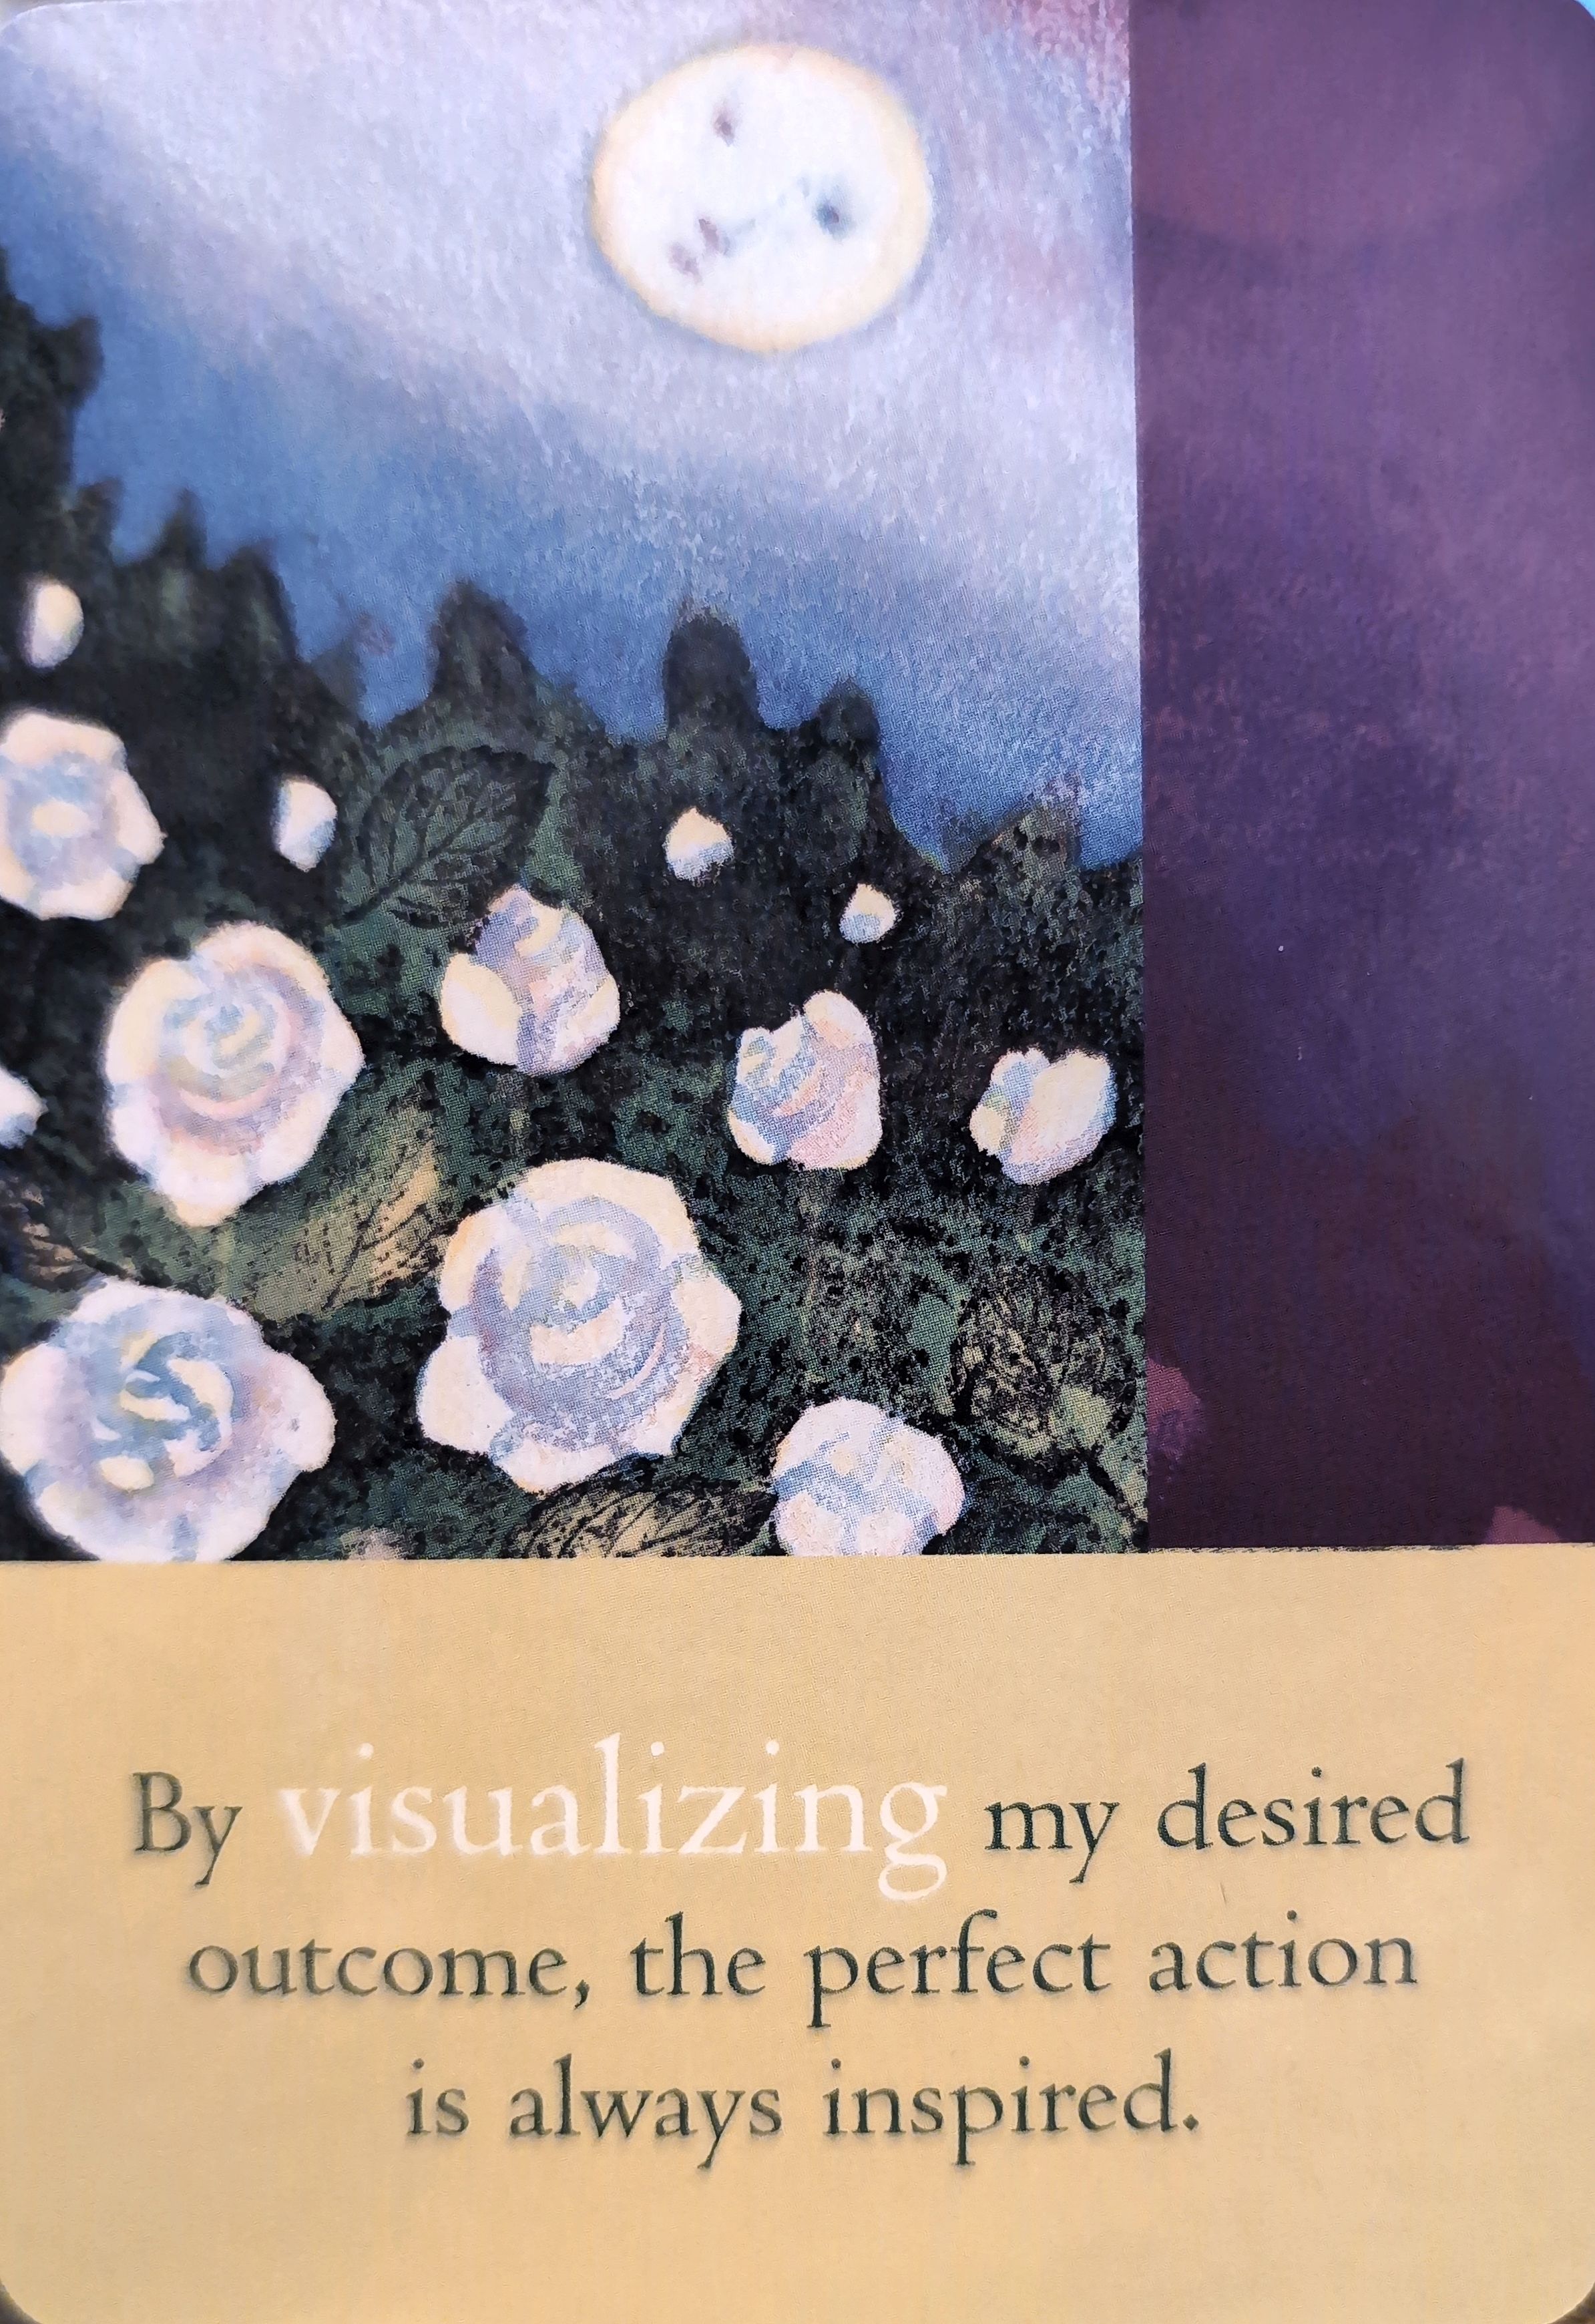 By visualizing my desired
outcome, the perfect action
is always inspired.